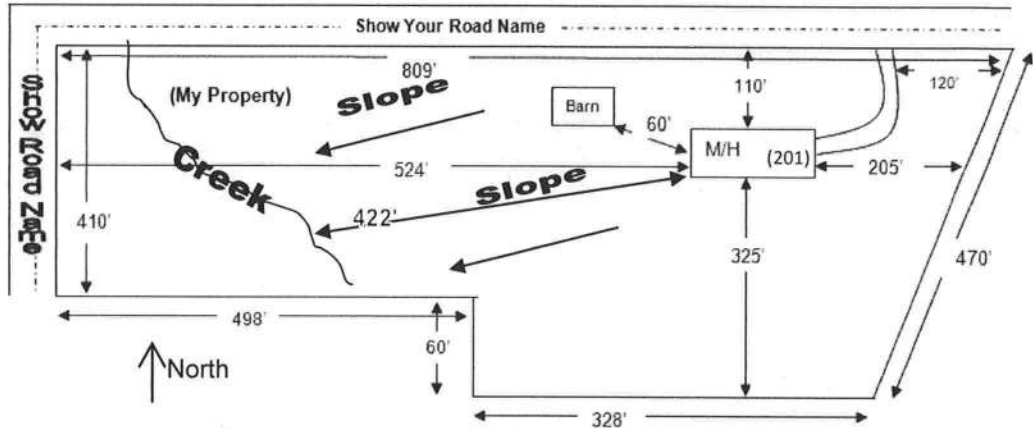 Show Your Road Name
Show Road Name
809'
110'
120'
(My Property)
Slope
Barn
60'
M/H
(201)
524'
205'
Creek
Slope
422'
410'
325'
470'
498'
60'
North
328'